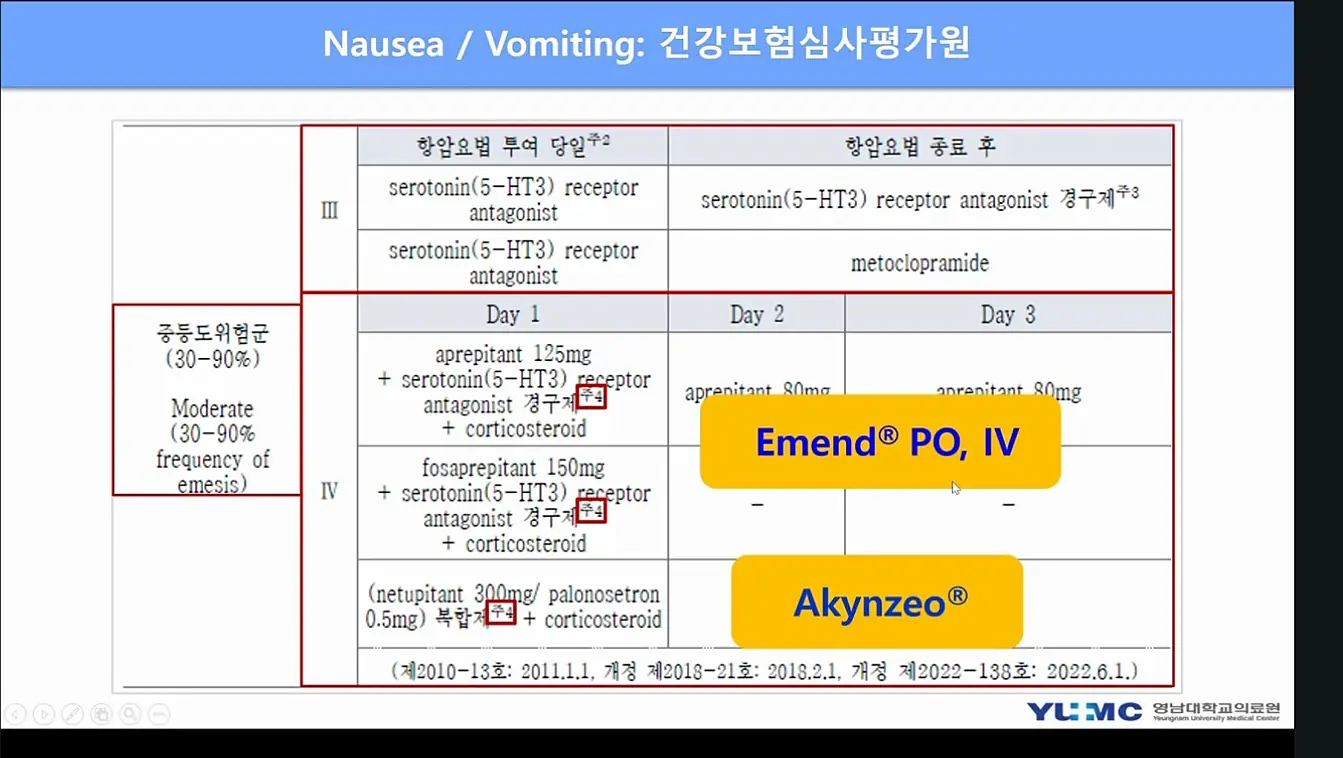 Nausea / Vomiting: 건강보험심사평가원
항암요법 투여 당일주2
항암요법 종료 후
III
serotonin(5-HT3) receptor
antagonist
serotonin(5-HT3) receptor antagonist 경구제주3
serotonin(5-HT3) receptor
antagonist
metoclopramide
중등도위험군
(30-90%)
Moderate
(30-90%
frequency of
emesis)
IV
Day 1
Day 2
Day 3
aprepitant 125mg
+ serotonin(5-HT3) receptor
antagonist 경구제주4
+ corticosteroid
aprepitant 80mg
aprepitant 80mg
Emend® PO, IV
fosaprepitant 150mg
+ serotonin(5-HT3) receptor
antagonist 경구제주4
+ corticosteroid
-
-
(netupitant 300mg/ palonosetron
0.5mg) 복합제주4 + corticosteroid
Akynzeo®
(제2010-13호: 2011.1.1, 개정 제2018-21호: 2018.2.1, 개정 제2022-138호: 2022.6.1.)
YUMC 영남대학교의료원
Yeungnam University Medical Center